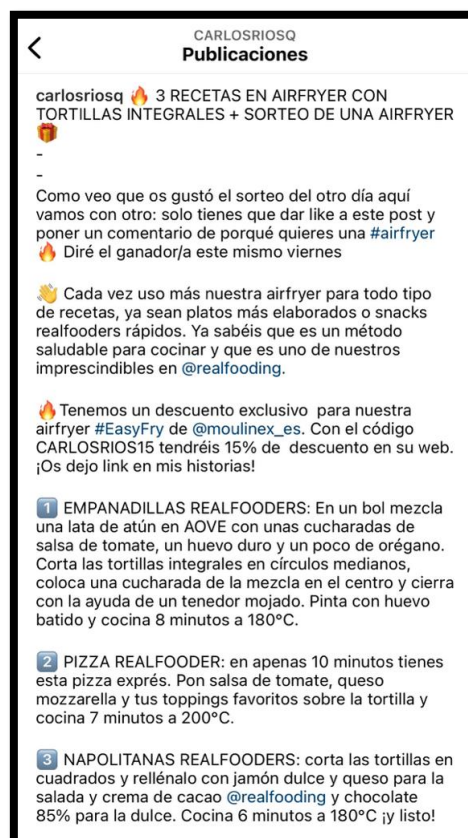 CARLOSRIOSQ
Publicaciones
carlosriosq 🔥 3 RECETAS EN AIRFRYER CON
TORTILLAS INTEGRALES + SORTEO DE UNA AIRFRYER
🎁
-
-
Como veo que os gustó el sorteo del otro día aquí
vamos con otro: solo tienes que dar like a este post y
poner un comentario de porqué quieres una #airfryer
🔥 Diré el ganador/a este mismo viernes
👋 Cada vez uso más nuestra airfryer para todo tipo
de recetas, ya sean platos más elaborados o snacks
realfooders rápidos. Ya sabéis que es un método
saludable para cocinar y que es uno de nuestros
imprescindibles en @realfooding.
🔥Tenemos un descuento exclusivo para nuestra
airfryer #EasyFry de @moulinex_es. Con el código
CARLOSRIOS15 tendréis 15% de descuento en su web.
¡Os dejo link en mis historias!
1️⃣ EMPANADILLAS REALFOODERS: En un bol mezcla
una lata de atún en AOVE con unas cucharadas de
salsa de tomate, un huevo duro y un poco de orégano.
Corta las tortillas integrales en círculos medianos,
coloca una cucharada de la mezcla en el centro y cierra
con la ayuda de un tenedor mojado. Pinta con huevo
batido y cocina 8 minutos a 180°C.
2️⃣ PIZZA REALFOODER: en apenas 10 minutos tienes
esta pizza exprés. Pon salsa de tomate, queso
mozzarella y tus toppings favoritos sobre la tortilla y
cocina 7 minutos a 200°C.
3️⃣ NAPOLITANAS REALFOODERS: corta las tortillas en
cuadrados y rellénalo con jamón dulce y queso para la
salada y crema de cacao @realfooding y chocolate
85% para la dulce. Cocina 6 minutos a 180°C ¡y listo!